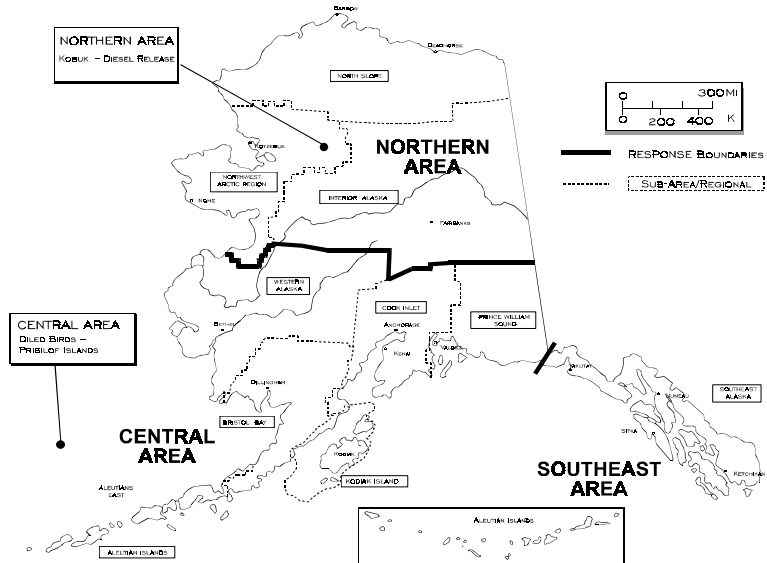 BARROW
NORTHERN AREA
KOBUK – DIESEL RELEASE
DEADHORSE
NORTH SLOPE
300MI
0
0
200 400
K
KOTZEBUE
NORTHERN
AREA
RESPONSE BOUNDARIES
NORTHWEST
ARCTIC REGION
SUB-AREA/REGIONAL
NOME
INTERIOR ALASKA
FAIRBANKS
WESTERN
ALASKA
COOK INLET
CENTRAL AREA
OILED BIRDS –
PRIBILOF ISLANDS
BETHEL
ANCHORAGE
PRINCE WILLIAM
SOUND
KENAI
VALDEZ
YAKUTAT
DILLINGHAM
SOUTHEAST
ALASKA
JUNEAU
BRISTOL BAY
CENTRAL
AREA
SITKA
KODIAK
SOUTHEAST
AREA
KETCHIKAN
KODIAK ISLAND
ALEUTIANS
EAST
ALEUTIAN ISLANDS
ALEUTIAN ISLANDS